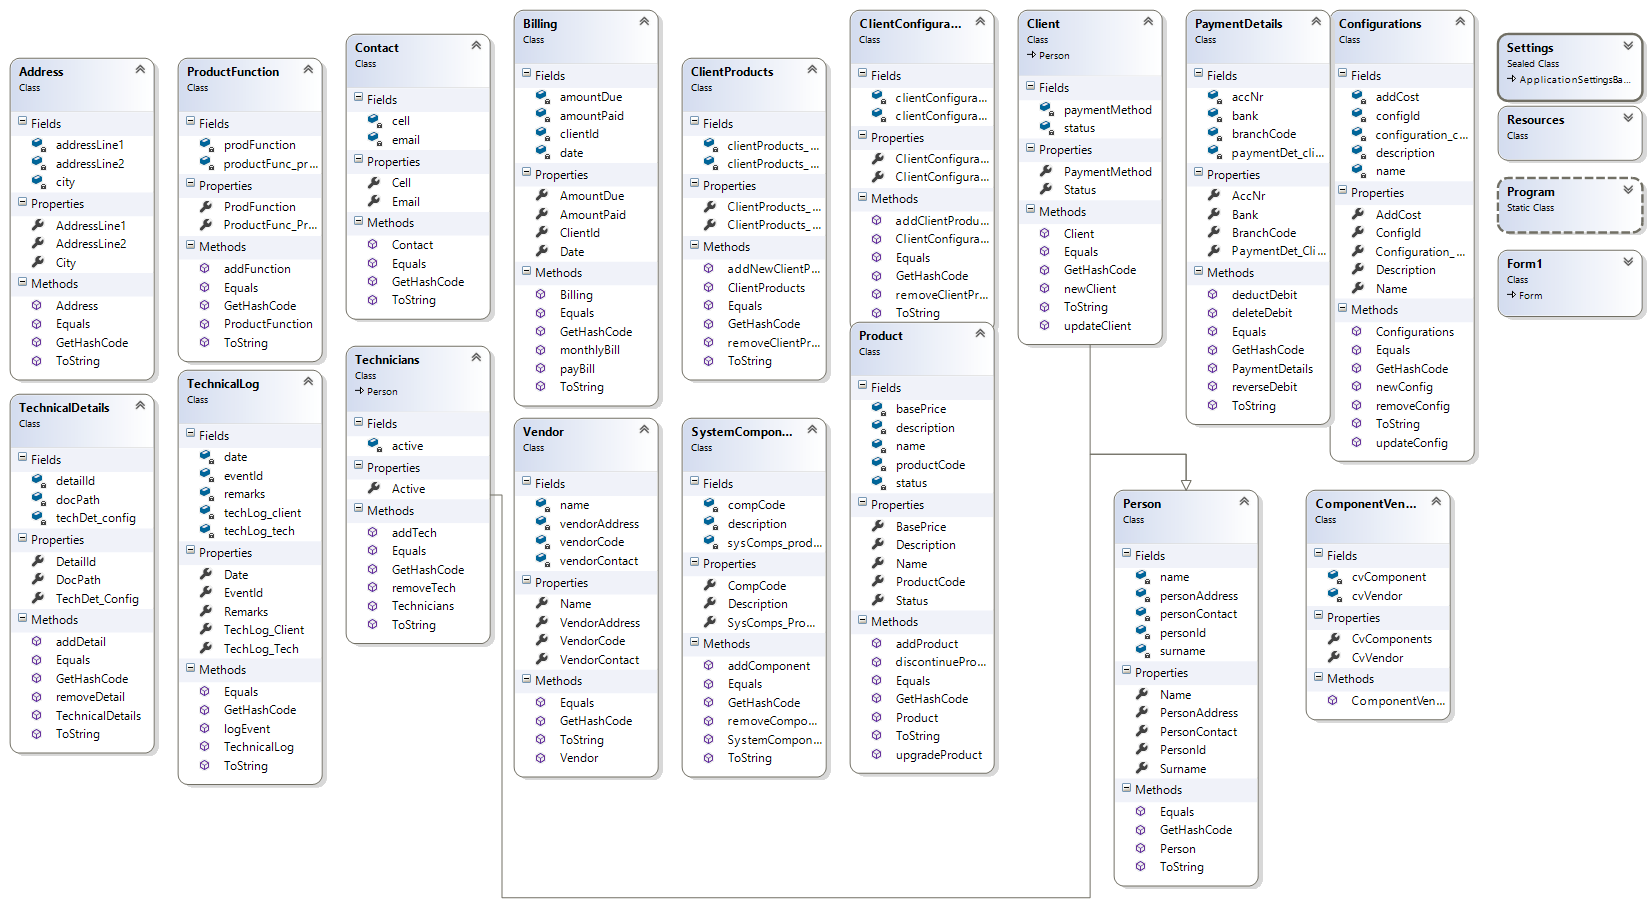 Address
Class
Fields
addressLine1
addressLine2
city
Properties
AddressLine1
AddressLine2
City
Methods
Address
Equals
GetHashCode
ToString
TechnicalDetails
Class
Fields
detailId
docPath
techDet_config
Properties
DetailId
DocPath
TechDet_Config
Methods
addDetail
Equals
GetHashCode
removeDetail
TechnicalDetails
ToString
ProductFunction
Class
Fields
prodFunction
productFunc_pr...
Properties
ProdFunction
ProductFunc_Pr...
Methods
addFunction
Equals
GetHashCode
ProductFunction
ToString
TechnicalLog
Class
Fields
date
eventId
remarks
techLog_client
techLog_tech
Properties
Date
EventId
Remarks
TechLog_Client
TechLog_Tech
Methods
Equals
GetHashCode
logEvent
TechnicalLog
ToString
Contact
Class
Fields
cell
email
Properties
Cell
Email
Methods
Contact
Equals
GetHashCode
ToString
Technicians
Class
Person
Fields
active
Properties
Active
Methods
addTech
Equals
GetHashCode
removeTech
Technicians
ToString
Billing
Class
Fields
amountDue
amountPaid
clientId
date
Properties
AmountDue
AmountPaid
ClientId
Date
Methods
Billing
Equals
GetHashCode
monthlyBill
payBill
ToString
Vendor
Class
Fields
name
vendorAddress
vendorCode
vendorContact
Properties
Name
VendorAddress
VendorCode
VendorContact
Methods
Equals
GetHashCode
ToString
Vendor
ClientProducts
Class
Fields
clientProducts_...
clientProducts_...
Properties
ClientProducts_...
ClientProducts_...
Methods
addNewClientP...
ClientProducts
Equals
GetHashCode
removeClientPr...
ToString
SystemCompon...
Class
Fields
compCode
description
sysComps_prod...
Properties
CompCode
Description
SysComps_Pro...
Methods
addComponent
Equals
GetHashCode
removeCompo...
SystemCompon...
ToString
ClientConfigura...
Class
Fields
clientConfigura...
clientConfigura...
Properties
ClientConfigura...
ClientConfigura...
Methods
addClientProdu...
ClientConfigura...
Equals
GetHashCode
removeClientPr...
ToString
Product
Class
Fields
basePrice
description
name
productCode
status
Properties
BasePrice
Description
Name
ProductCode
Status
Methods
addProduct
discontinuePro...
Equals
GetHashCode
Product
ToString
upgradeProduct
Client
Class
Person
Fields
paymentMethod
status
Properties
PaymentMethod
Status
Methods
Client
Equals
GetHashCode
newClient
ToString
updateClient
PaymentDetails
Class
Fields
accNr
bank
branchCode
paymentDet_cli...
Properties
AccNr
Bank
BranchCode
PaymentDet_Cli...
Methods
deductDebit
deleteDebit
Equals
GetHashCode
PaymentDetails
reverseDebit
ToString
Configurations
Class
Fields
addCost
configId
configuration_c...
description
name
Properties
AddCost
ConfigId
Configuration_...
Description
Name
Methods
Configurations
Equals
GetHashCode
newConfig
removeConfig
ToString
updateConfig
Person
Class
Fields
name
personAddress
personContact
personId
surname
Properties
Name
PersonAddress
PersonContact
PersonId
Surname
Methods
Equals
GetHashCode
Person
ToString
ComponentVen...
Class
Fields
cvComponent
cvVendor
Properties
CvComponents
CvVendor
Methods
ComponentVen...
Settings
Sealed Class
ApplicationSettingsBa...
Resources
Class
Program
Static Class
Form1
Class
Form